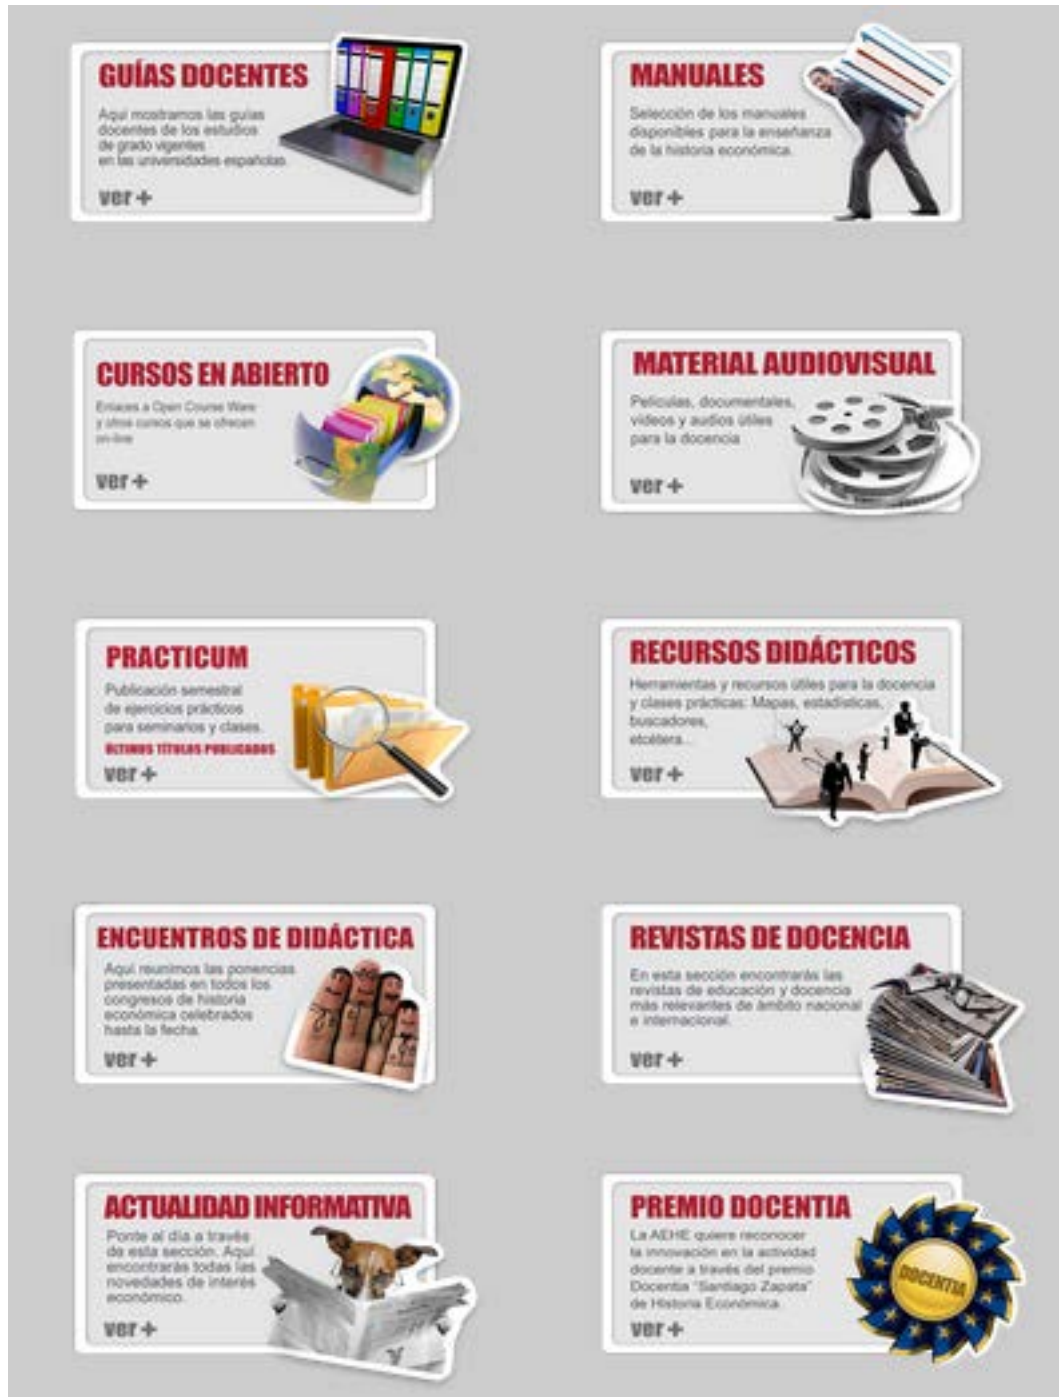 GUÍAS DOCENTES
Aquí mostramos las guías
docentes de los estudios
de grado vigentes
en las universidades españolas.
ver +
MANUALES
Selección de los manuales
disponibles para la enseñanza
de la historia económica.
ver +
CURSOS EN ABIERTO
Enlaces a Open Course Ware
y otros cursos que se ofrecen
on-line
ver +
MATERIAL AUDIOVISUAL
Películas, documentales,
vídeos y audios útiles
para la docencia
ver +
PRACTICUM
Publicación semestral
de ejercicios prácticos
para seminarios y clases.
ÚLTIMOS TÍTULOS PUBLICADOS
ver +
RECURSOS DIDÁCTICOS
Herramientas y recursos útiles para la docencia
y clases prácticas: Mapas, estadísticas,
buscadores,
etcétera...
ver +
ENCUENTROS DE DIDÁCTICA
Aquí reunimos las ponencias
presentadas en todos los
congresos de historia
económica celebrados
hasta la fecha.
ver +
REVISTAS DE DOCENCIA
En esta sección encontrarás las
revistas de educación y docencia
más relevantes de ámbito nacional
e internacional.
ver +
ACTUALIDAD INFORMATIVA
Ponte al día a través
de esta sección. Aquí
encontrarás todas las
novedades de interés
económico.
ver +
PREMIO DOCENTIA
La AEHE quiere reconocer
la innovación en la actividad
docente a través del premio
Docentia "Santiago Zapata"
de Historia Económica.
ver +
DOCENTIA